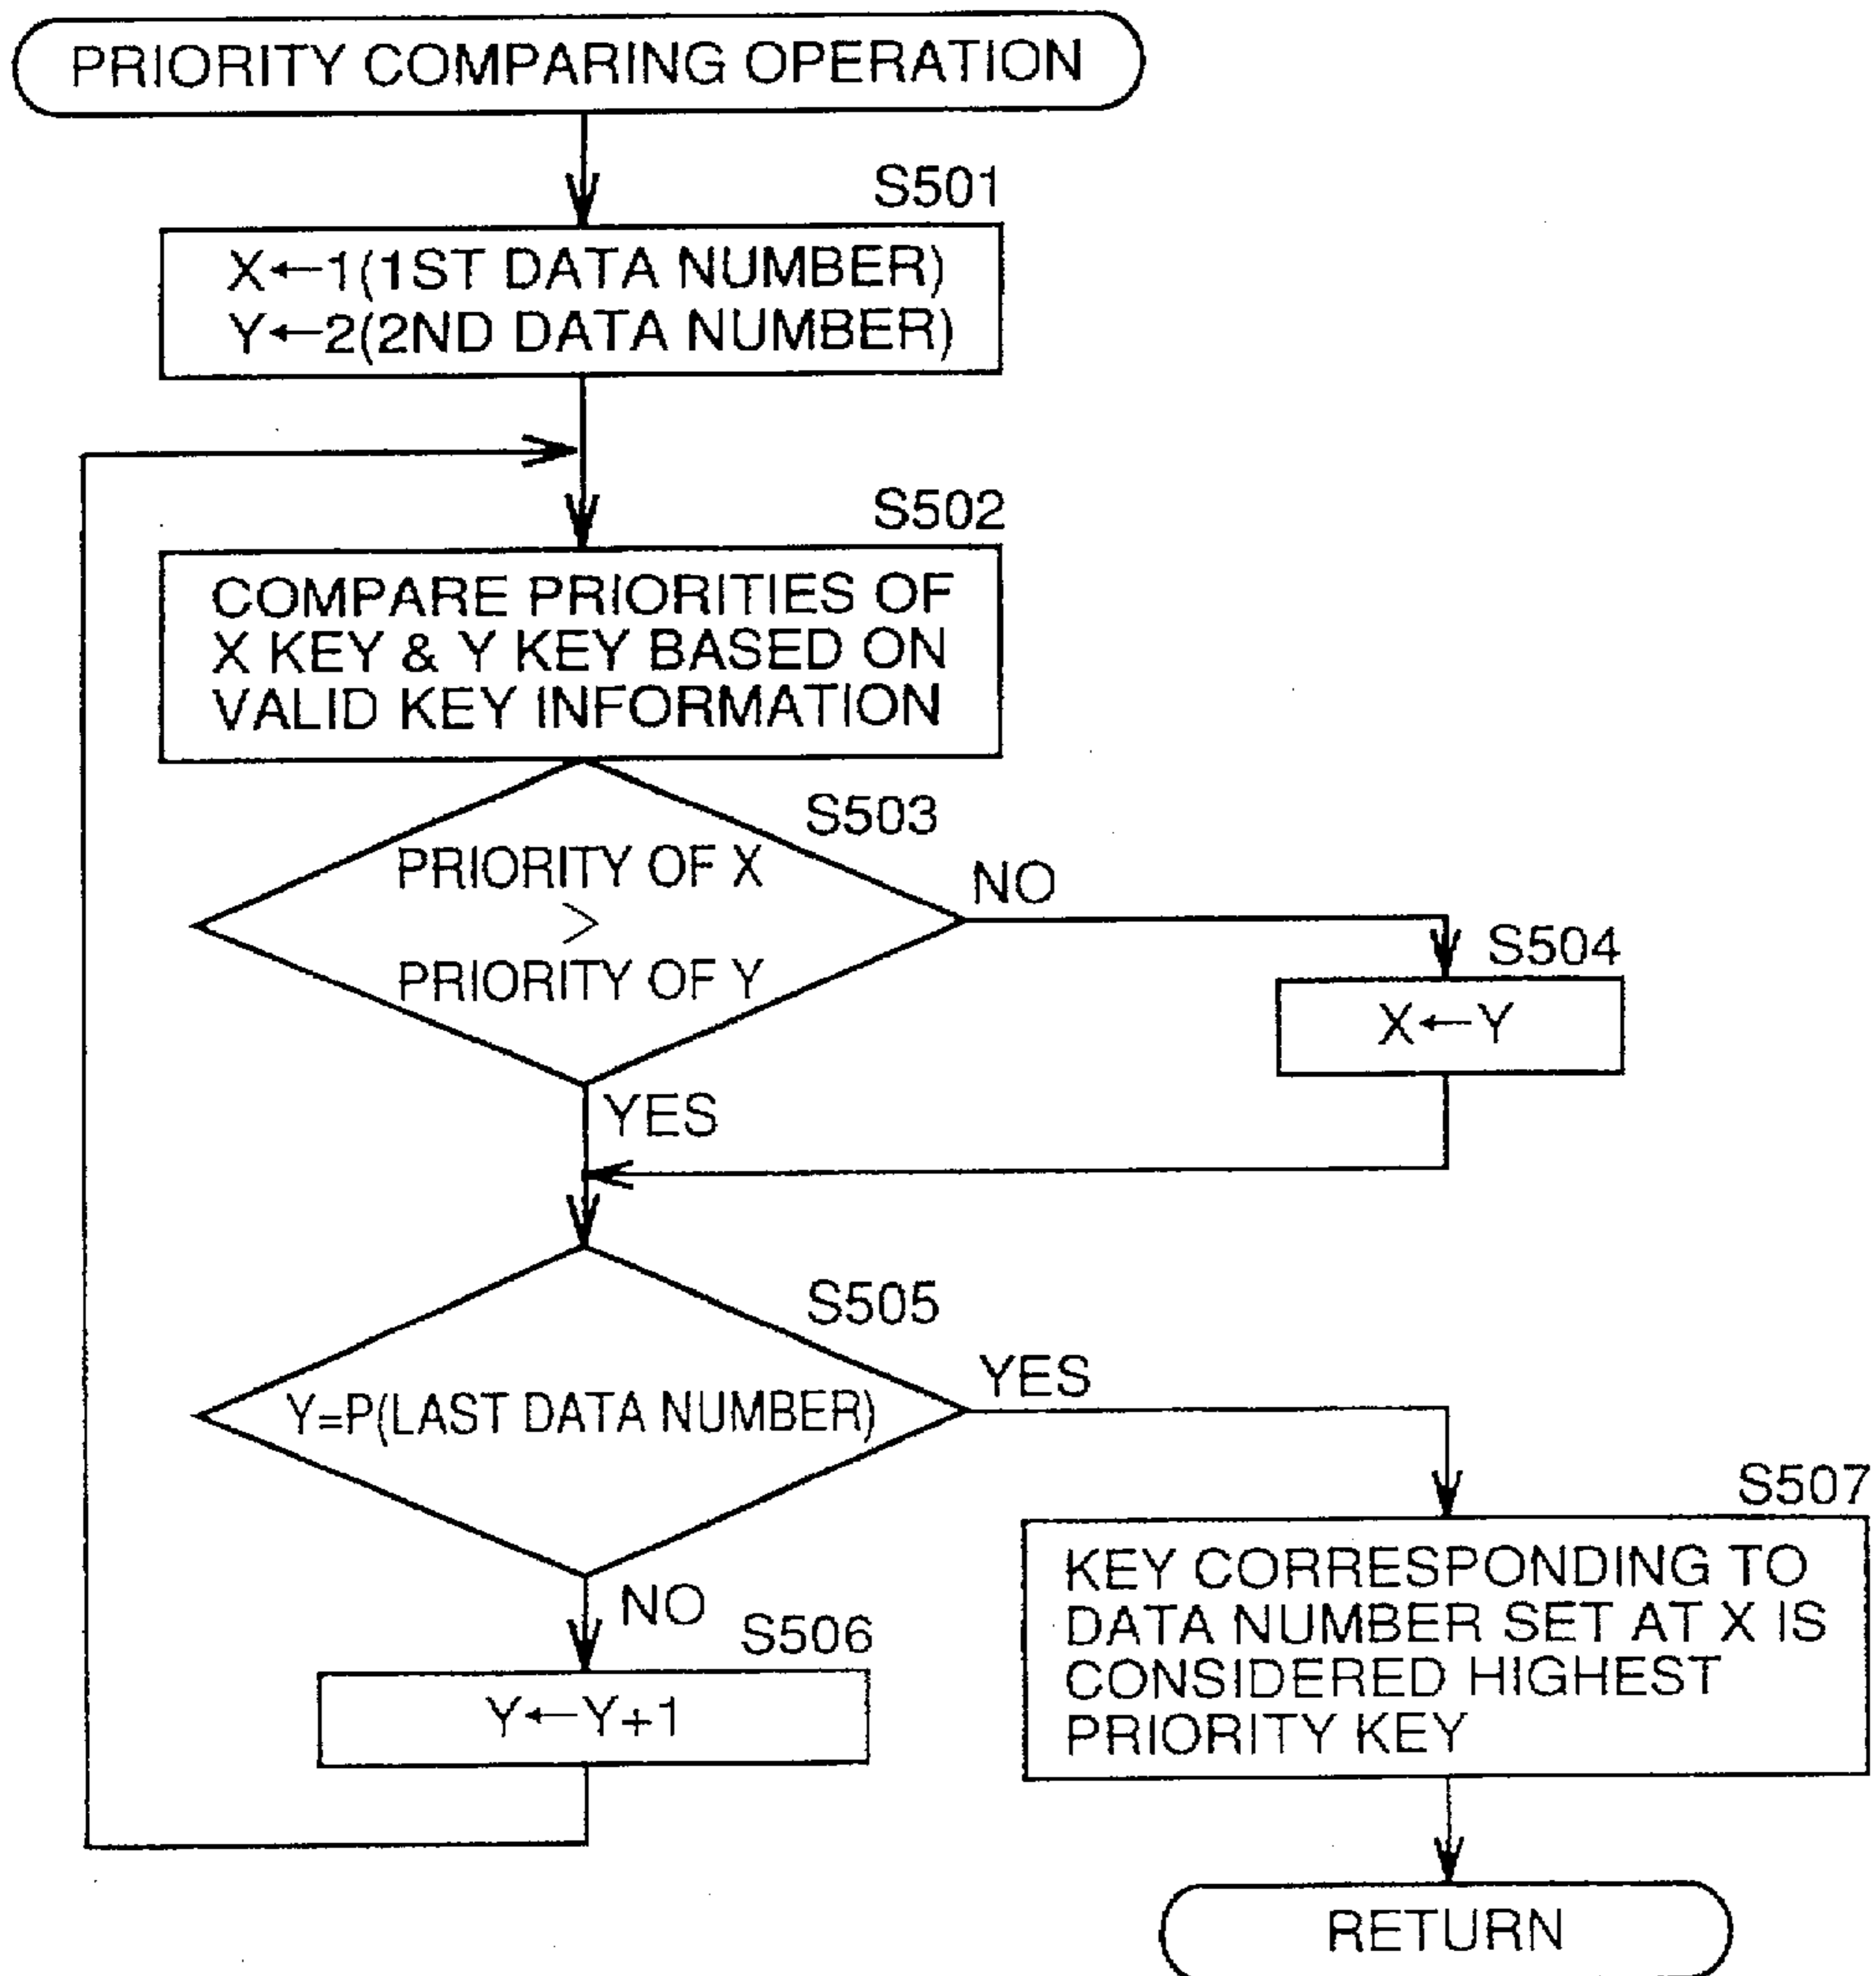 PRIORITY COMPARING OPERATION
S501
X←1(1ST DATA NUMBER)
Y←2(2ND DATA NUMBER)
S502
COMPARE PRIORITIES OF
X KEY & Y KEY BASED ON
VALID KEY INFORMATION
S503
PRIORITY OF X
>
PRIORITY OF Y
NO
S504
X←Y
YES
S505
Y=P(LAST DATA NUMBER)
YES
S507
KEY CORRESPONDING TO
DATA NUMBER SET AT X IS
CONSIDERED HIGHEST
PRIORITY KEY
NO
S506
Y←Y+1
RETURN